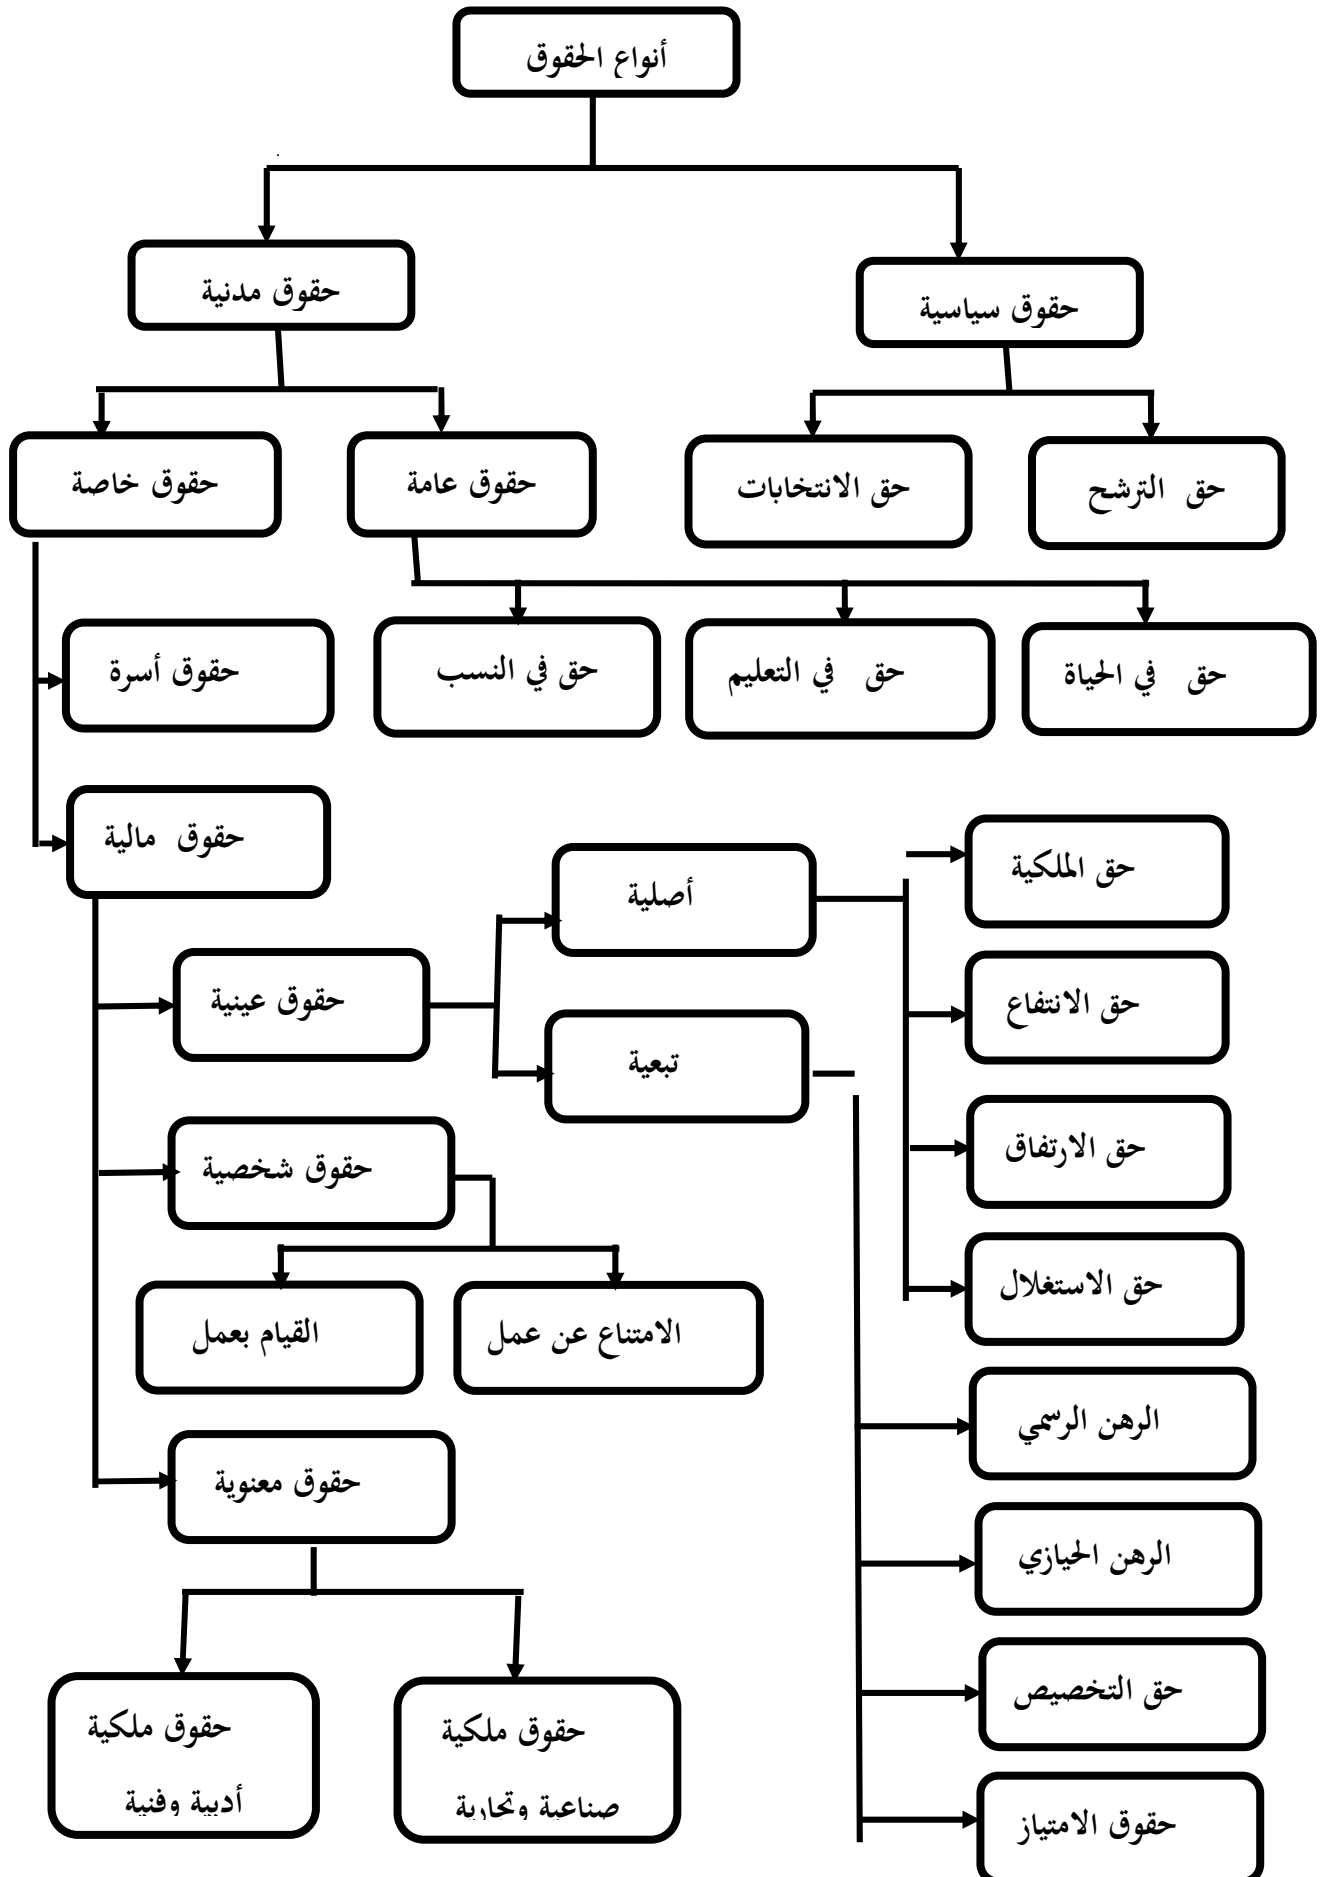 أنواع الحقوق
حقوق سياسية
حقوق مدنية
حق الترشح
حق الانتخابات
حقوق عامة
حقوق خاصة
حق في الحياة
حق في التعليم
حق في النسب
حقوق أسرة
حقوق مالية
حقوق عينية
أصلية
تبعية
حق الملكية
حق الانتفاع
حق الارتفاق
حق الاستغلال
الرهن الرسمي
الرهن الحيازي
حق التخصيص
حقوق الامتياز
حقوق شخصية
الامتناع عن عمل
القيام بعمل
حقوق معنوية
حقوق ملكية
صناعية وتجارية
حقوق ملكية
أدبية وفنية